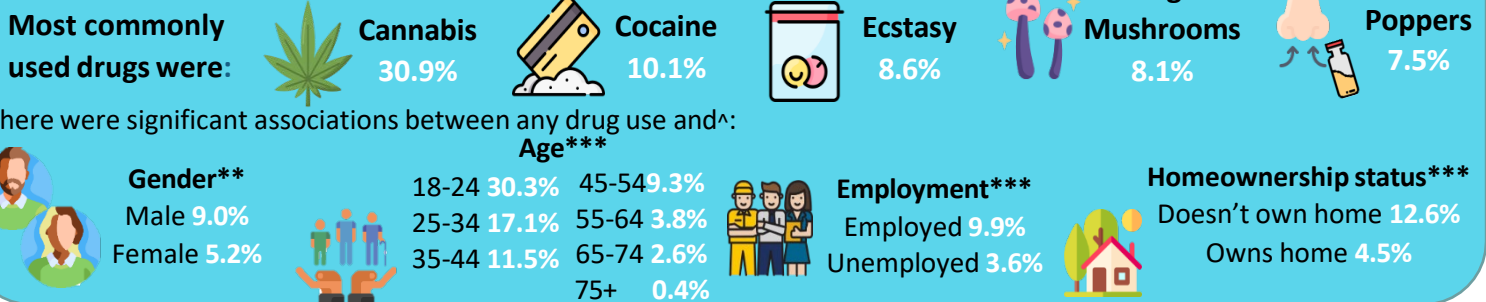 Most commonly
used drugs were:
Cannabis
30.9%
Cocaine
10.1%
Ecstasy
8.6%
Mushrooms
8.1%
Poppers
7.5%
here were significant associations between any drug use and^:
Gender**
Male 9.0%
Female 5.2%
Age***
18-24 30.3% 45-549.3%
25-34 17.1% 55-64 3.8%
35-44 11.5% 65-74 2.6%
75+ 0.4%
Employment***
Employed 9.9%
Unemployed 3.6%
Homeownership status***
Doesn't own home 12.6%
Owns home 4.5%